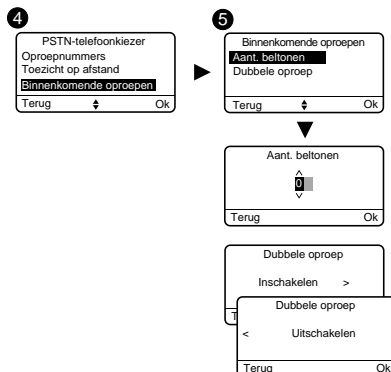 4
PSTN-telefoonkiezer
Oproepnummers
Toezicht op afstand
Binnenkomende oproepen
Terug Ok
5
Binnenkomende oproepen
Aant. beltonen
Dubbele oproep
Terug Ok
Aant. beltonen
0
Terug Ok
Dubbele oproep
Inschakelen >
T
Dubbele oproep
< Uitschakelen
Terug Ok